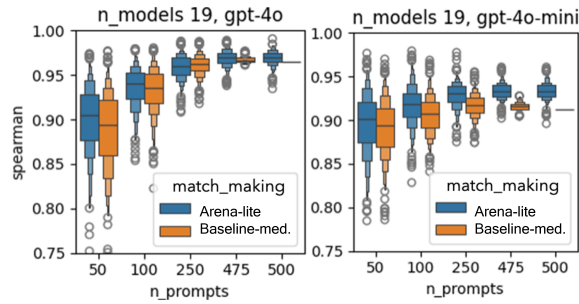 n_models 19, gpt-4o
n_models 19, gpt-4o-mini
spearman
1.00
0.95
0.90
0.85
0.80
0.75
50
100
250
475
500
n_prompts
match_making
Arena-lite
Baseline-med.
1.00
0.95
0.90
0.85
0.80
0.75
50
100
250
475
500
n_prompts
match_making
Arena-lite
Baseline-med.